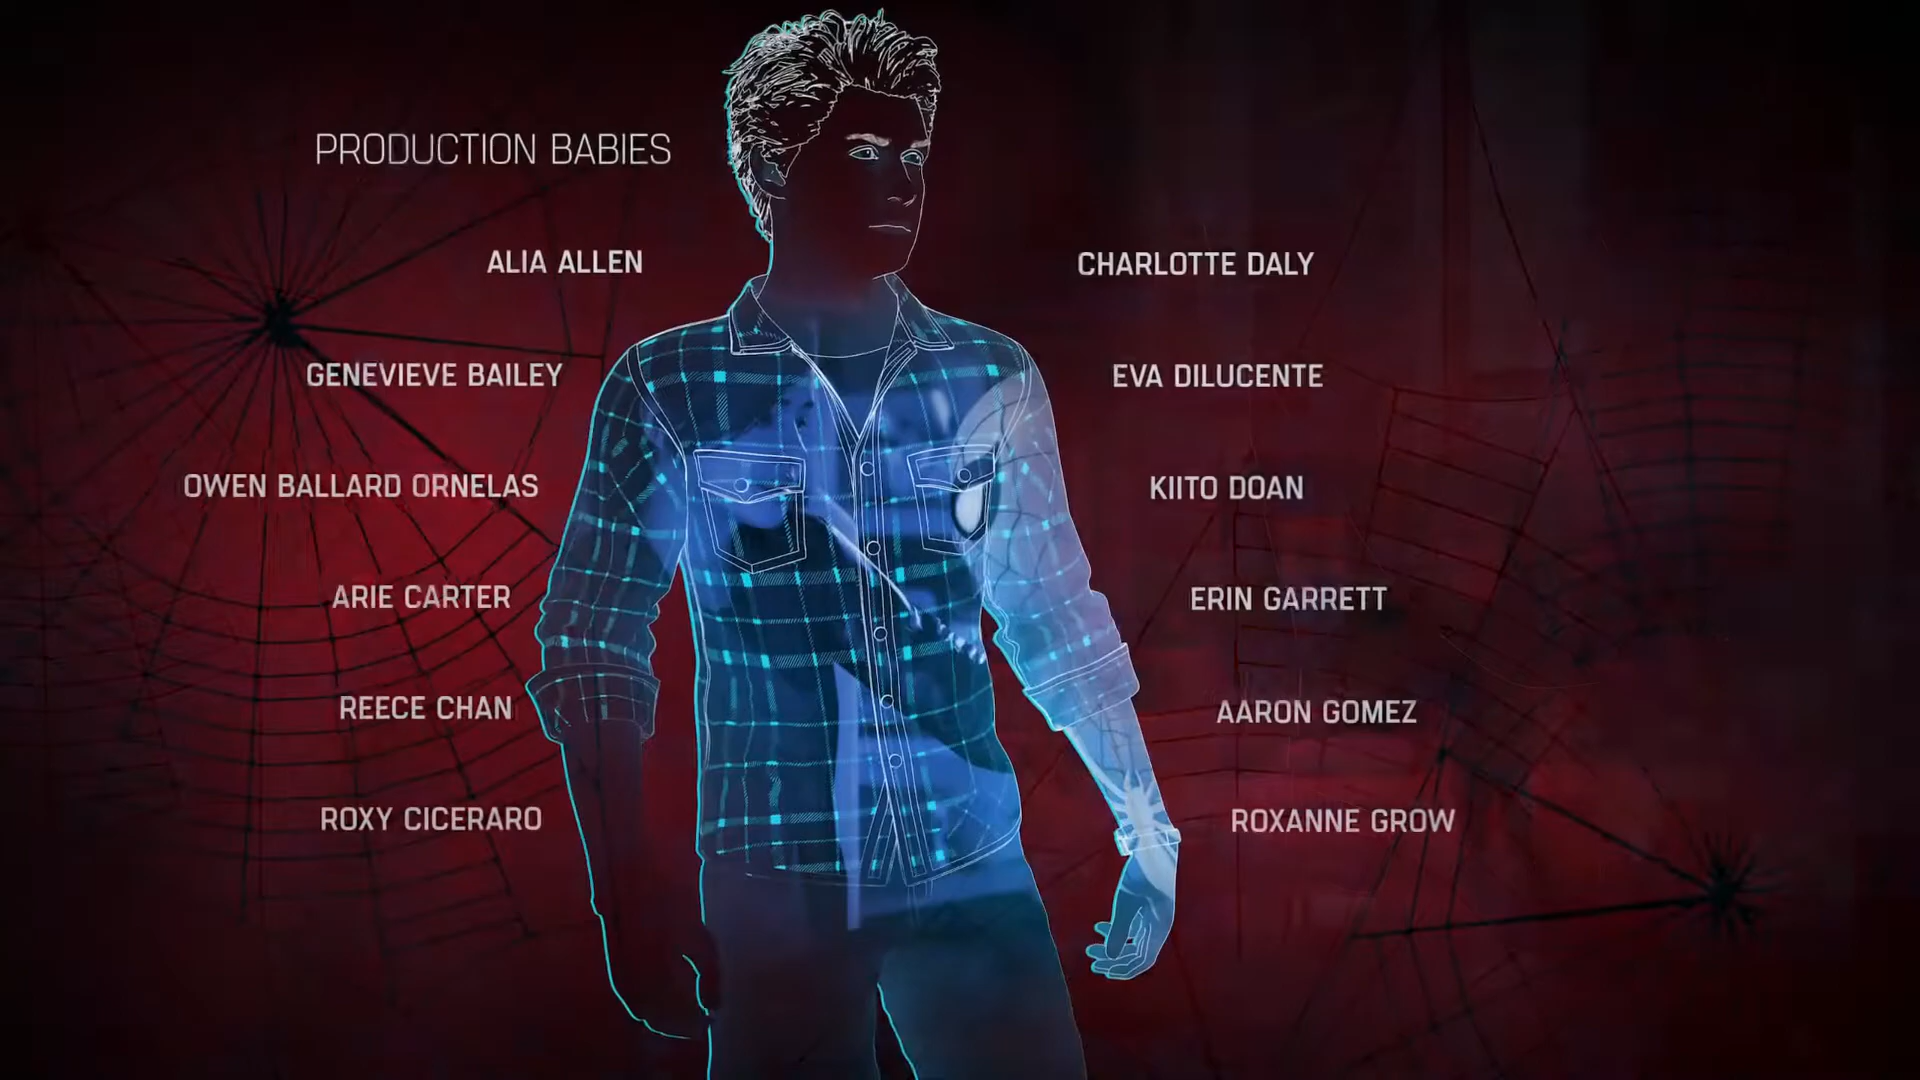 PRODUCTION BABIES
ALIA ALLEN
GENEVIEVE BAILEY
OWEN BALLARD ORNELAS
ARIE CARTER
REECE CHAN
ROXY CICERARO
CHARLOTTE DALY
EVA DILUCENTE
KIITO DOAN
ERIN GARRETT
AARON GOMEZ
ROXANNE GROW